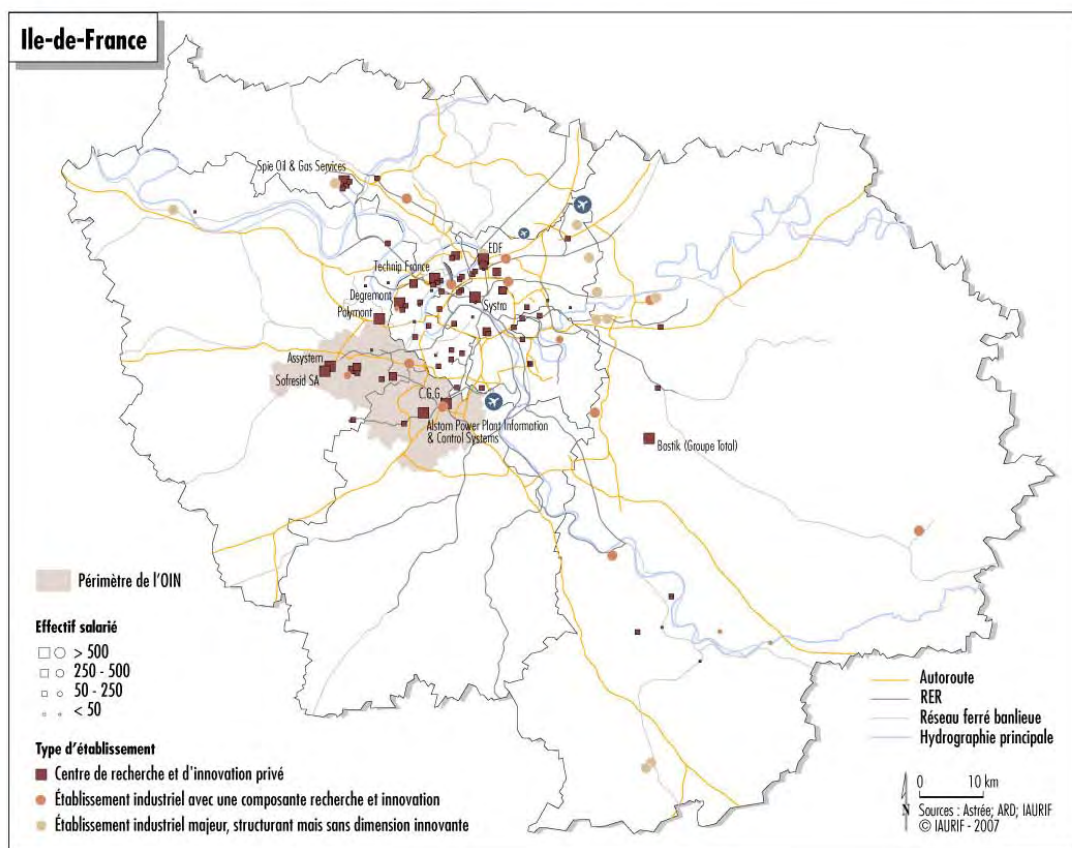 Ile-de-France
Spie Oil & Gas Services
EDF
Technip France
Degremont
Systra
Polymont
Assystem
Sofresid SA
C.G.G.
Alstom Power Plant Information
& Control Systems
Bostik (Groupe Total)
Périmètre de l'OIN
Effectif salarié
> 500
250 - 500
50 - 250
< 50
Type d'établissement
Centre de recherche et d'innovation privé
Établissement industriel avec une composante recherche et innovation
Établissement industriel majeur, structurant mais sans dimension innovante
Autoroute
RER
Réseau ferré banlieue
Hydrographie principale
0 10 km
N
Sources : Astrée; ARD; IAURIF
© IAURIF - 2007